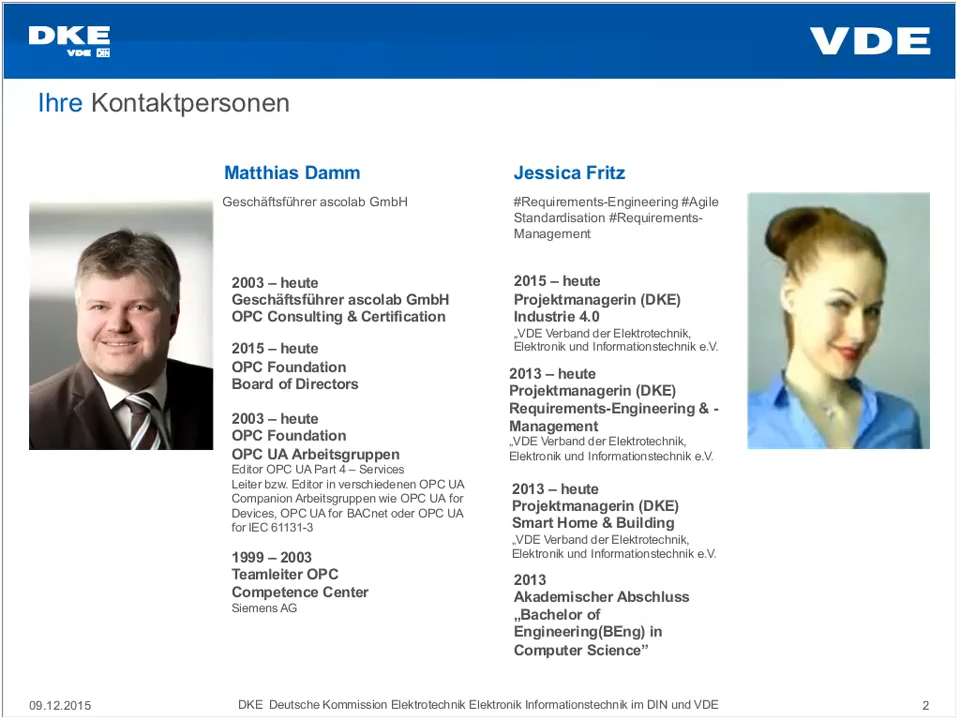 DKE
VDE DIN
VDE
Ihre Kontaktpersonen
Matthias Damm
Geschäftsführer ascolab GmbH
2003 – heute
Geschäftsführer ascolab GmbH
OPC Consulting & Certification
2015 – heute
OPC Foundation
Board of Directors
2003 – heute
OPC Foundation
OPC UA Arbeitsgruppen
Editor OPC UA Part 4 – Services
Leiter bzw. Editor in verschiedenen OPC UA
Companion Arbeitsgruppen wie OPC UA for
Devices, OPC UA for BACnet oder OPC UA
for IEC 61131-3
1999 – 2003
Teamleiter OPC
Competence Center
Siemens AG
Jessica Fritz
#Requirements-Engineering #Agile
Standardisation #Requirements-
Management
2015 – heute
Projektmanagerin (DKE)
Industrie 4.0
„VDE Verband der Elektrotechnik,
Elektronik und Informationstechnik e.V.
2013 – heute
Projektmanagerin (DKE)
Requirements-Engineering & -
Management
„VDE Verband der Elektrotechnik,
Elektronik und Informationstechnik e.V.
2013 – heute
Projektmanagerin (DKE)
Smart Home & Building
„VDE Verband der Elektrotechnik,
Elektronik und Informationstechnik e.V.
2013
Akademischer Abschluss
„Bachelor of
Engineering(BEng) in
Computer Science”
09.12.2015
DKE Deutsche Kommission Elektrotechnik Elektronik Informationstechnik im DIN und VDE
2